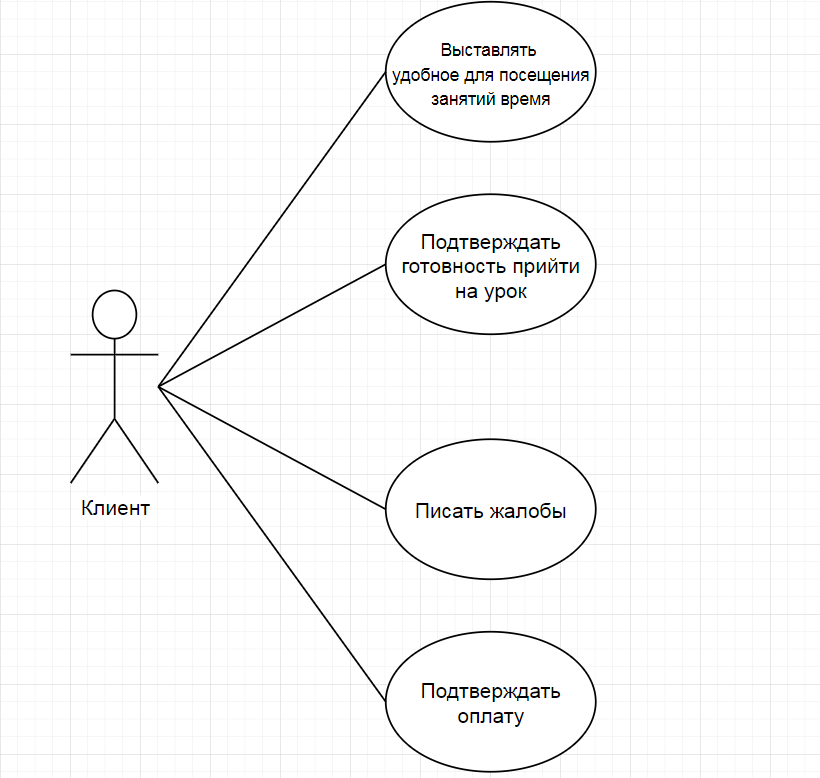 Выставлять
удобное для посещения
занятий время
Подтверждать
готовность прийти
на урок
Клиент
Писать жалобы
Подтверждать
оплату